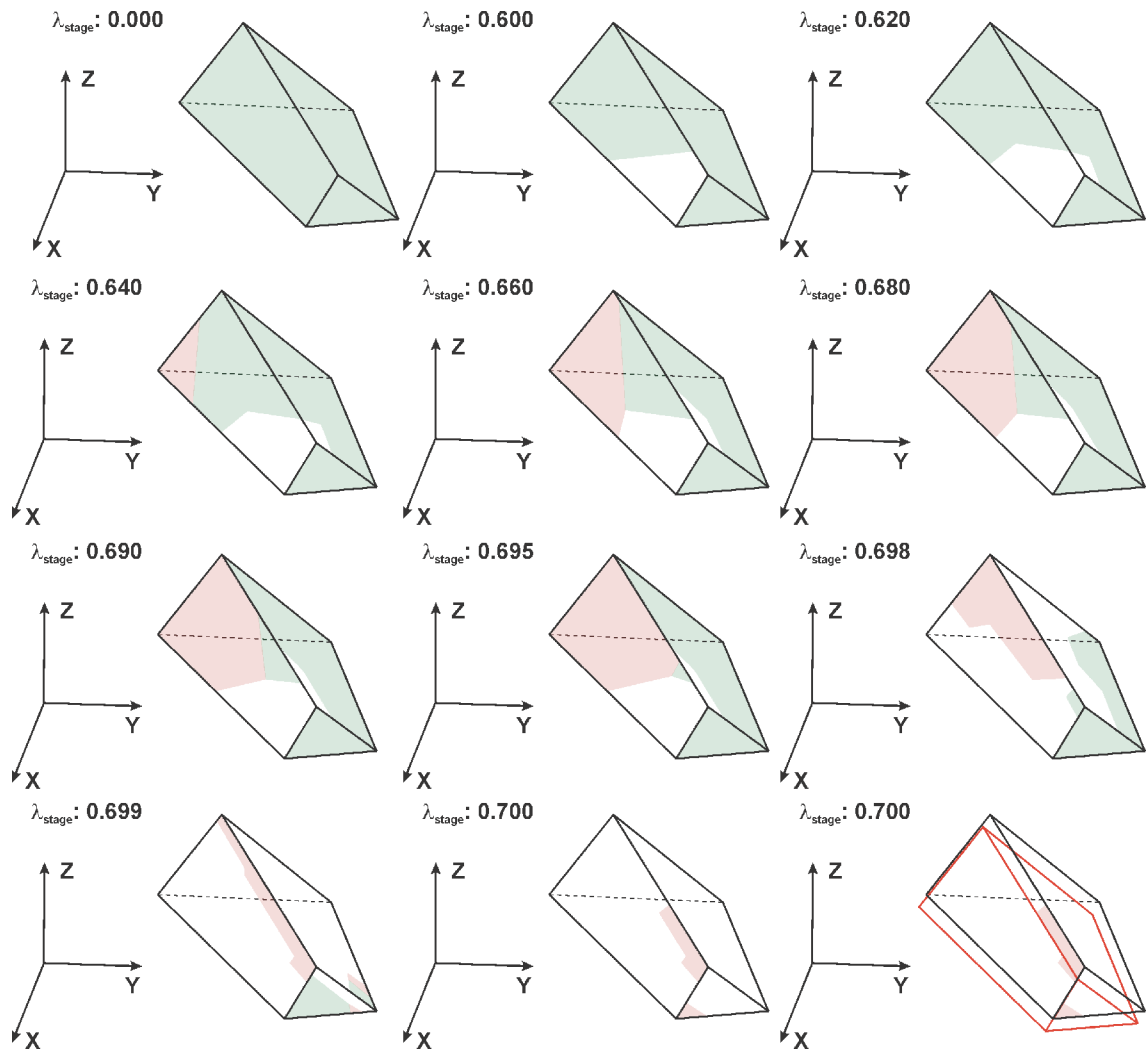 λstage: 0.000
Z
Y
X
λstage: 0.600
Z
Y
X
λstage: 0.620
Z
Y
X
λstage: 0.640
Z
Y
X
λstage: 0.660
Z
Y
X
λstage: 0.680
Z
Y
X
λstage: 0.690
Z
Y
X
λstage: 0.695
Z
Y
X
λstage: 0.698
Z
Y
X
λstage: 0.699
Z
Y
X
λstage: 0.700
Z
Y
X
λstage: 0.700
Z
Y
X